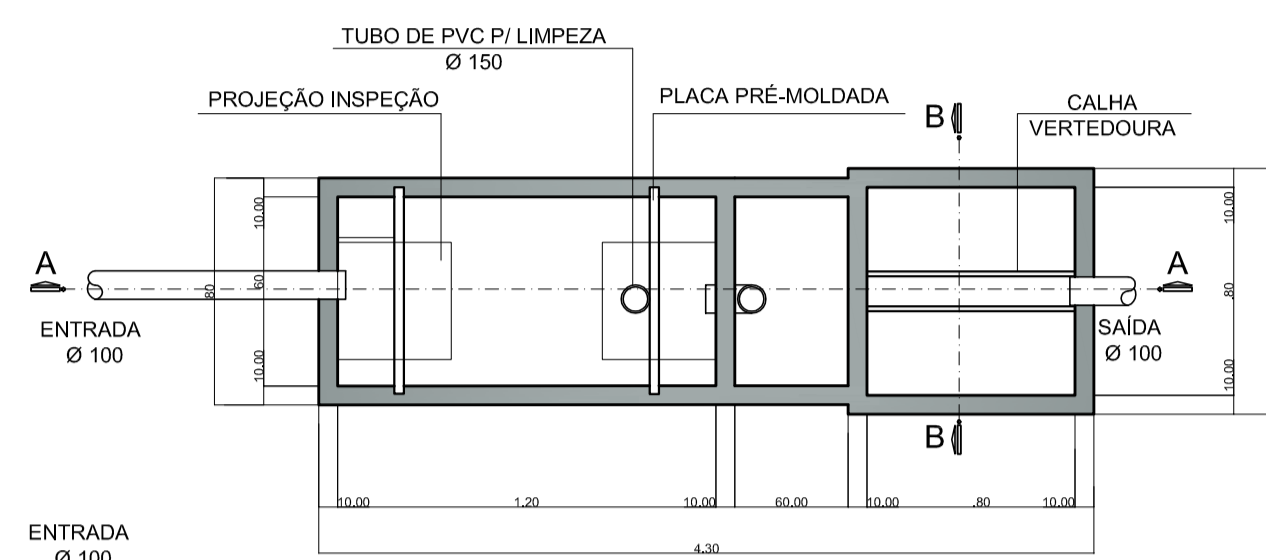 TUBO DE PVC P/ LIMPEZA
Ø 150
PROJEÇÃO INSPEÇÃO
PLACA PRÉ-MOLDADA
CALHA
VERTEDOURA
B
A
A
ENTRADA
Ø 100
SAÍDA
Ø 100
80
10.00
60
10.00
10.00
.80
10.00
B
10.00
1.20
10.00
60.00
10.00
.80
10.00
4.30
ENTRADA
Ø 100